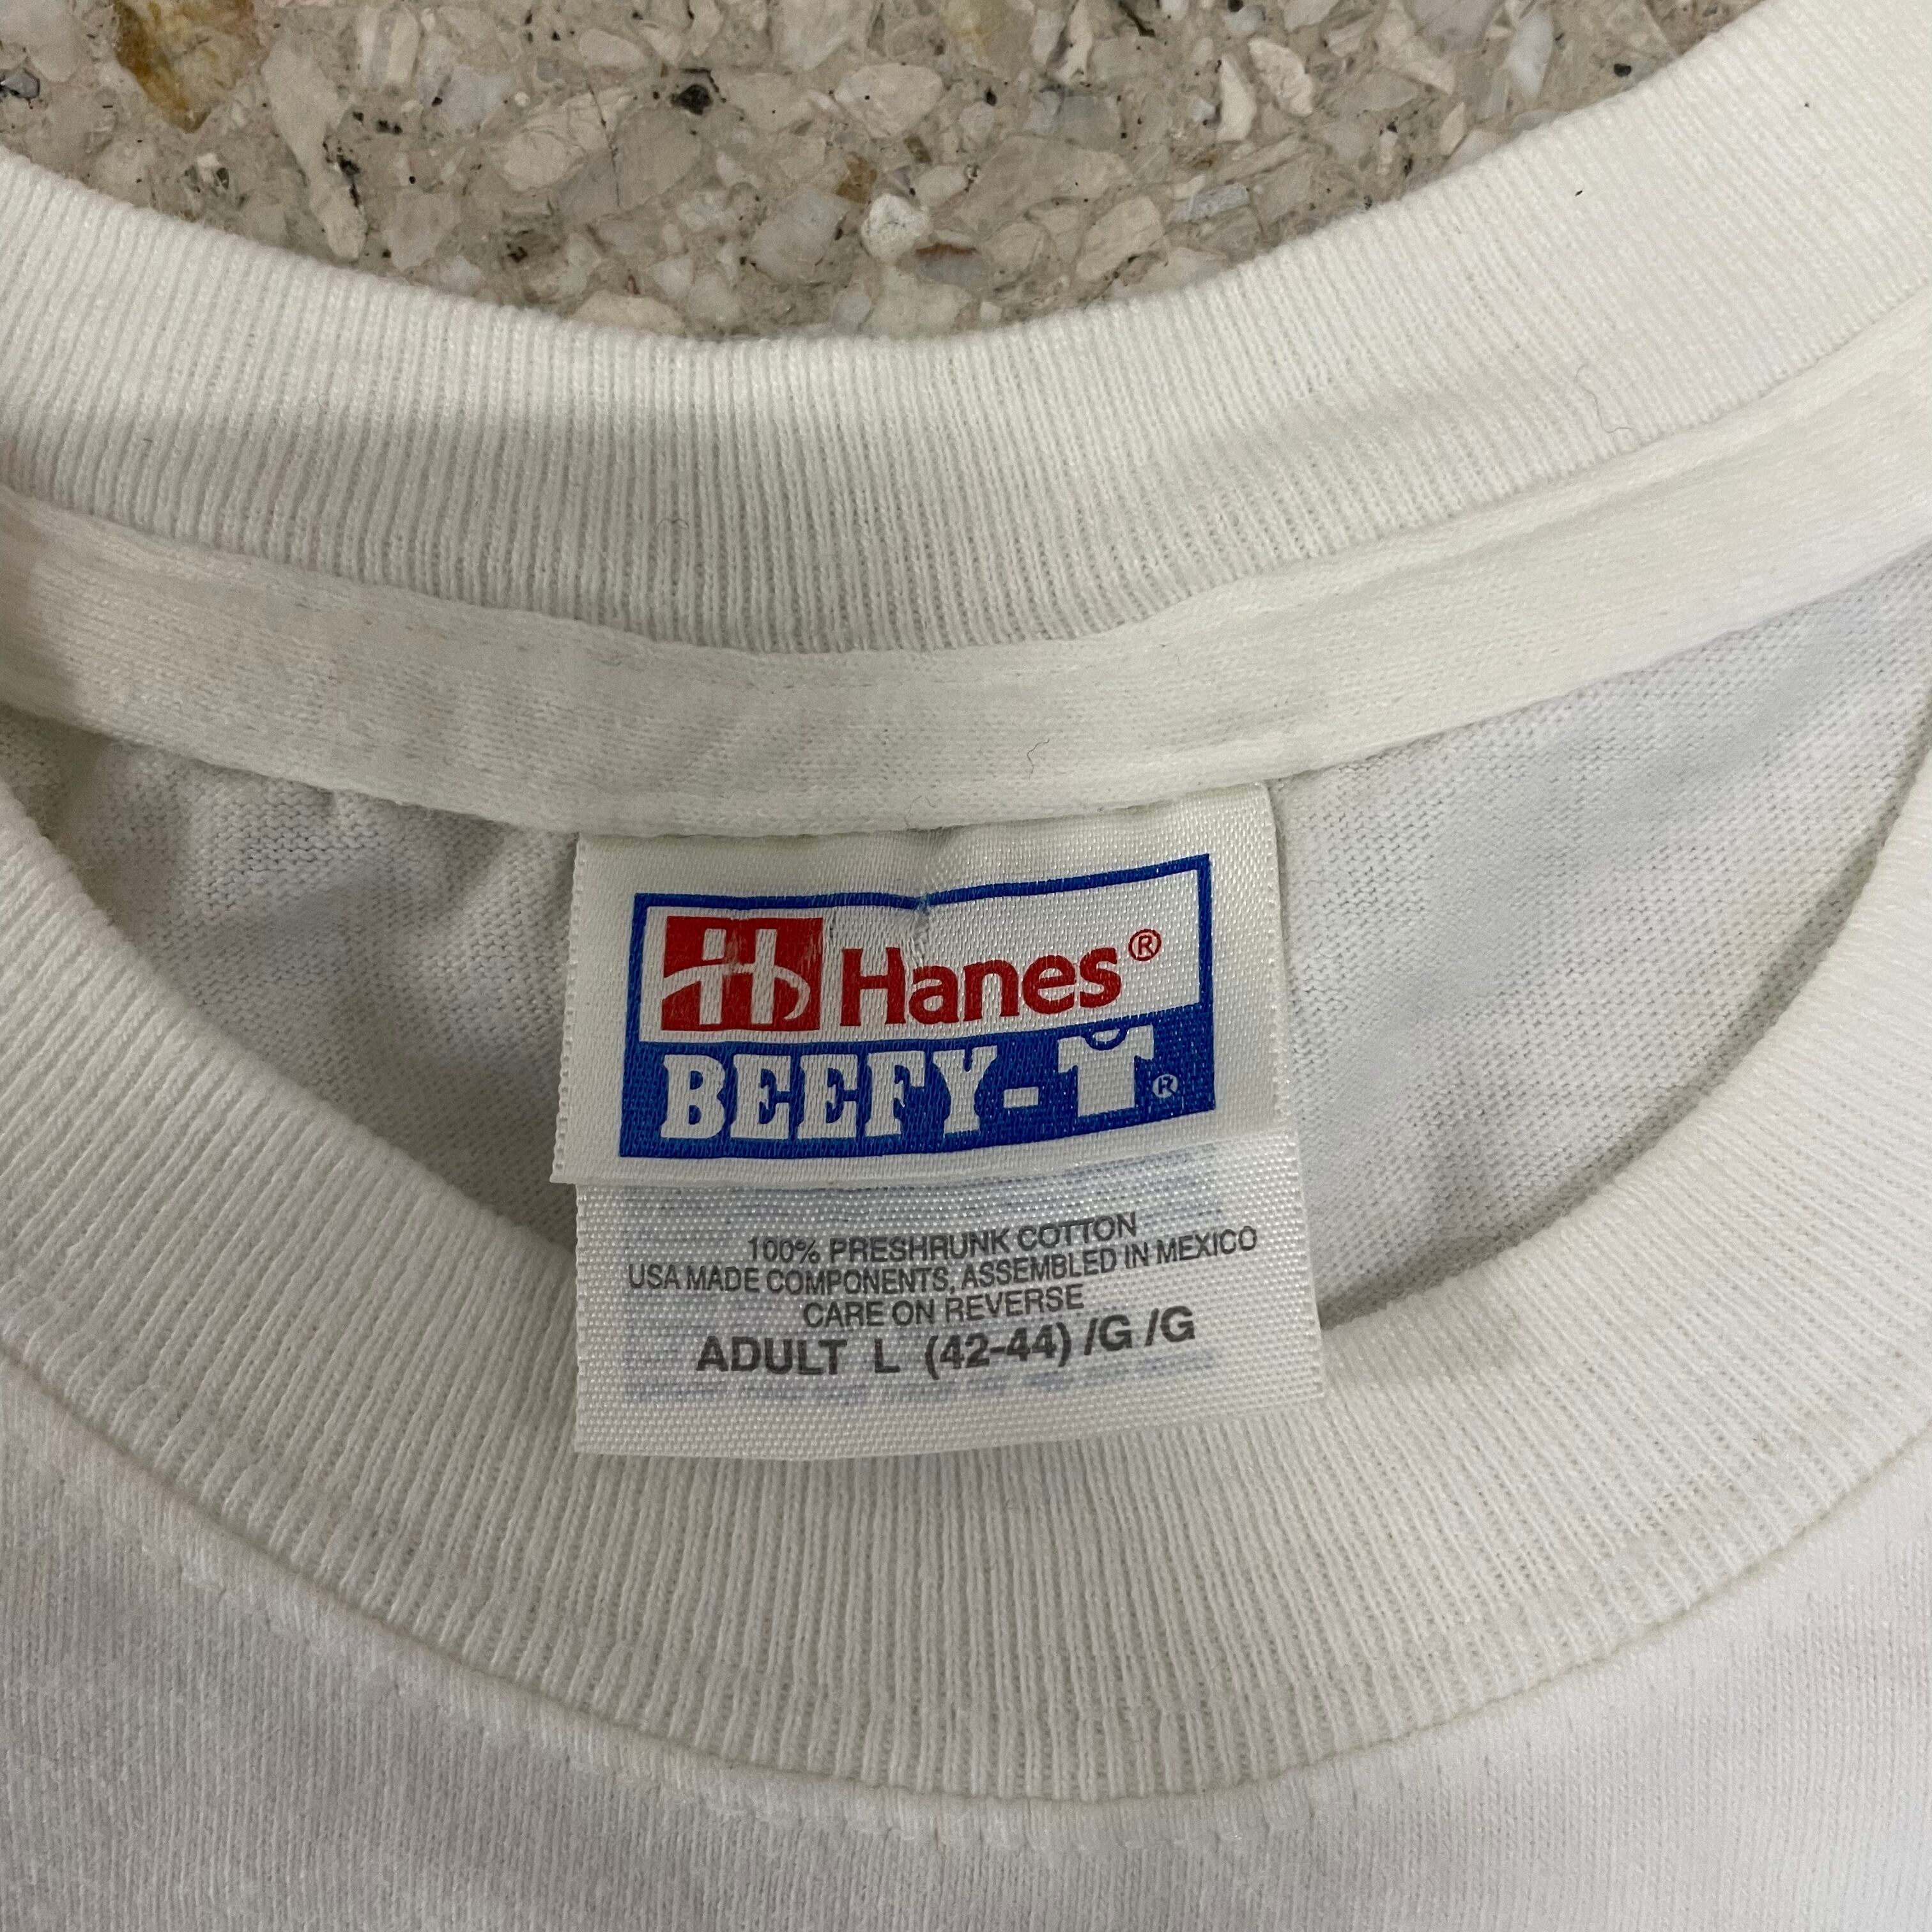 H Hanes®
BEEFY-T®
100% PRESHRUNK COTTON
USA MADE COMPONENTS, ASSEMBLED IN MEXICO
CARE ON REVERSE
ADULT L (42-44) /G /G